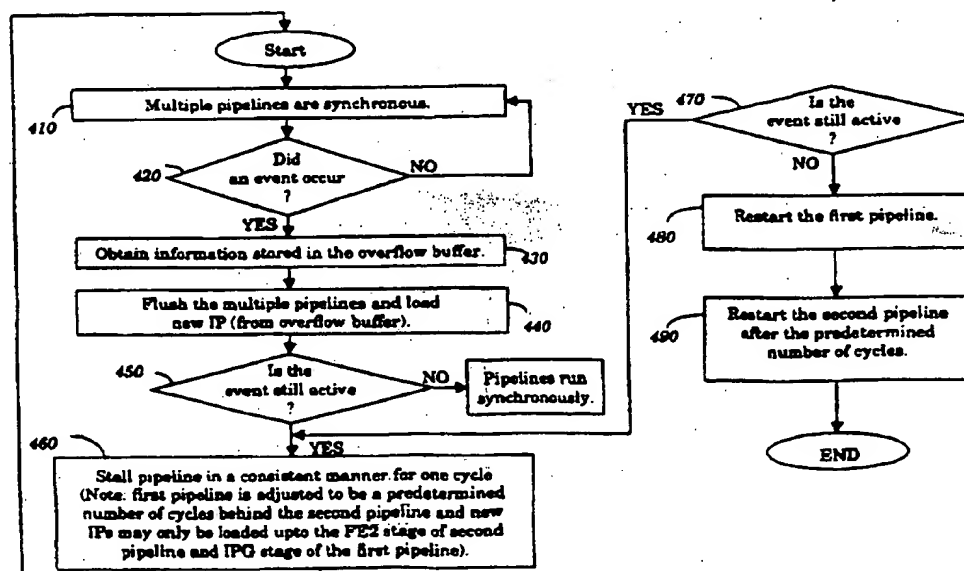 Start
Multiple pipelines are synchronous.
410
Did
an event occur
?
420
NO
YES
Obtain information stored in the overflow buffer.
430
Flush the multiple pipelines and load
new IP (from overflow buffer).
440
Is the
event still active
?
450
NO
Pipelines run
synchronously.
YES
460
Stall pipeline in a consistent manner for one cycle
(Note: first pipeline is adjusted to be a predetermined
number of cycles behind the second pipeline and new
IPs may only be loaded upto the FE2 stage of second
pipeline and IPG stage of the first pipeline).
470
YES
Is the
event still active
?
NO
Restart the first pipeline.
480
Restart the second pipeline
after the predetermined
number of cycles.
490
END